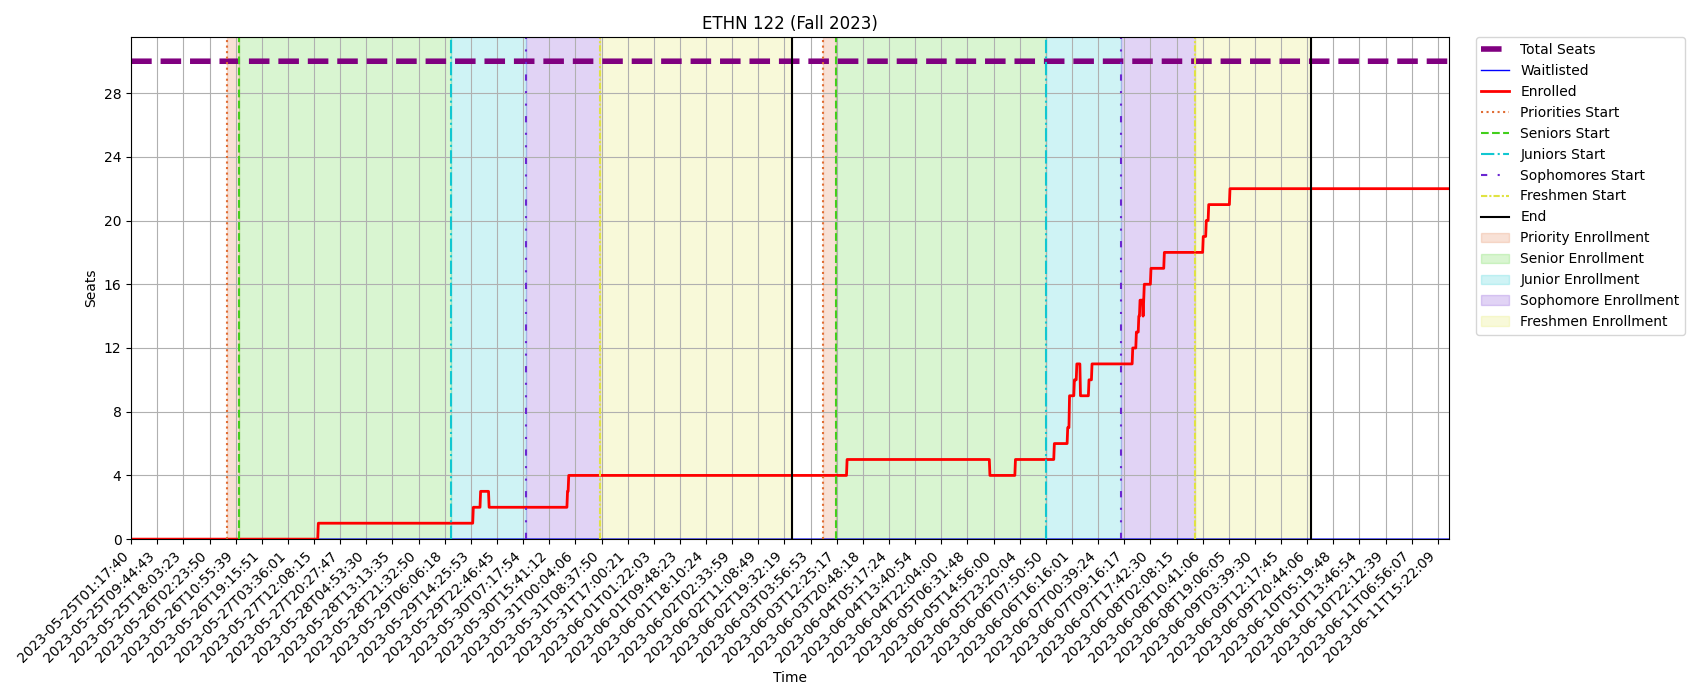 ETHN 122 (Fall 2023)
Total Seats
Waitlisted
Enrolled
Priorities Start
Seniors Start
Juniors Start
Sophomores Start
Freshmen Start
End
Priority Enrollment
Senior Enrollment
Junior Enrollment
Sophomore Enrollment
Freshmen Enrollment
Seats
28
24
20
16
12
8
4
0
2023-05-25T01:17:40
2023-05-25T09:44:43
2023-05-25T18:03:23
2023-05-26T02:23:50
2023-05-26T10:55:39
2023-05-26T19:15:51
2023-05-27T03:36:01
2023-05-27T12:08:15
2023-05-27T20:27:47
2023-05-28T04:53:30
2023-05-28T13:13:35
2023-05-28T21:32:50
2023-05-29T06:06:18
2023-05-29T14:25:53
2023-05-29T22:46:45
2023-05-30T07:17:54
2023-05-30T15:41:12
2023-05-31T00:04:06
2023-05-31T08:37:50
2023-05-31T17:00:21
2023-06-01T01:22:03
2023-06-01T09:48:23
2023-06-01T18:10:24
2023-06-02T02:33:59
2023-06-02T11:08:49
2023-06-02T19:32:19
2023-06-03T03:56:53
2023-06-03T12:25:17
2023-06-03T20:48:18
2023-06-04T05:17:24
2023-06-04T13:40:54
2023-06-04T22:04:00
2023-06-05T06:31:48
2023-06-05T14:56:00
2023-06-05T23:20:04
2023-06-06T07:50:50
2023-06-06T16:16:01
2023-06-07T00:39:24
2023-06-07T09:16:17
2023-06-07T17:42:30
2023-06-08T02:08:15
2023-06-08T10:41:06
2023-06-08T19:06:05
2023-06-09T03:39:30
2023-06-09T12:17:45
2023-06-09T20:44:06
2023-06-10T05:19:48
2023-06-10T13:46:54
2023-06-10T22:12:39
2023-06-11T06:56:07
2023-06-11T15:22:09
Time